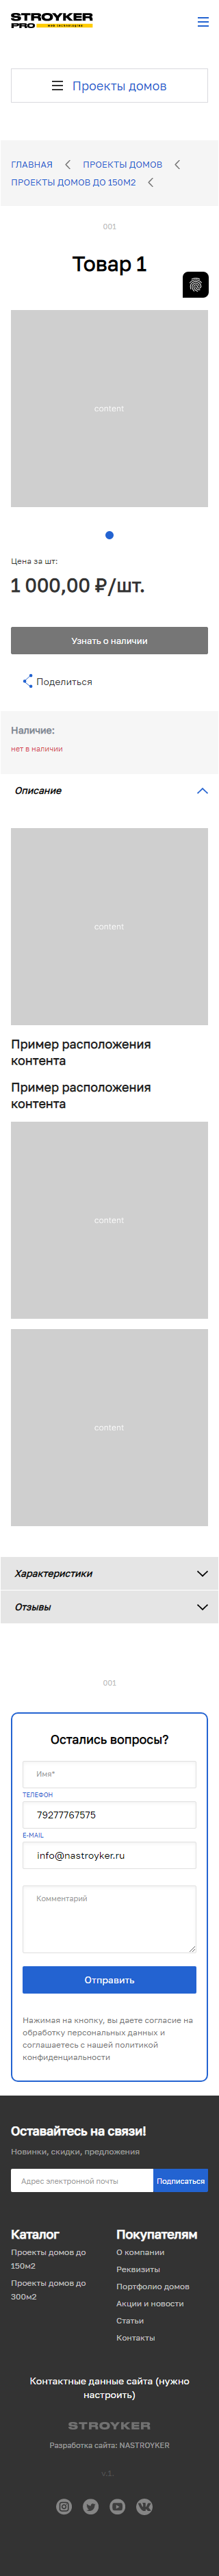 STROYKER
PRO
Проекты домов
ГЛАВНАЯ
ПРОЕКТЫ ДОМОВ
ПРОЕКТЫ ДОМОВ ДО 150М2
001
Товар 1
content
Цена за шт:
1 000,00 ₽/шт.
Узнать о наличии
Поделиться
Наличие:
нет в наличии
Описание
content
Пример расположения
контента
Пример расположения
контента
content
content
Характеристики
Отзывы
001
Остались вопросы?
Имя*
ТЕЛЕФОН
79277767575
E-MAIL
info@nastroyker.ru
Комментарий
Отправить
Нажимая на кнопку, вы даете согласие на
обработку персональных данных и
соглашаетесь с нашей политикой
конфиденциальности
Оставайтесь на связи!
Новинки, скидки, предложения
Адрес электронной почты
Подписаться
Каталог
Проекты домов до
150м2
Проекты домов до
300м2
Покупателям
О компании
Реквизиты
Портфолио домов
Акции и новости
Статьи
Контакты
Контактные данные сайта (нужно
настроить)
STROYKER
Разработка сайта: NASTROYKER